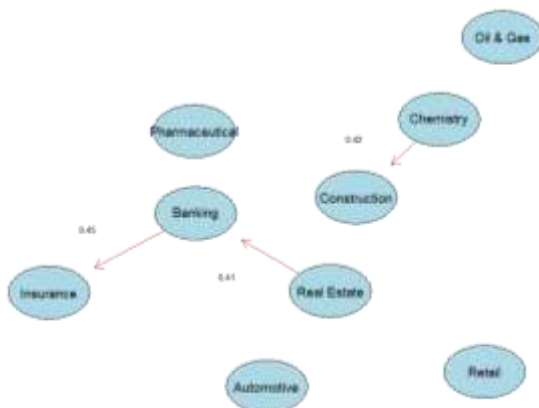 Oil & Gas
Chemistry
Pharmaceutical
0.42
Construction
Banking
0.45
0.41
Insurance
Real Estate
Retail
Automotive